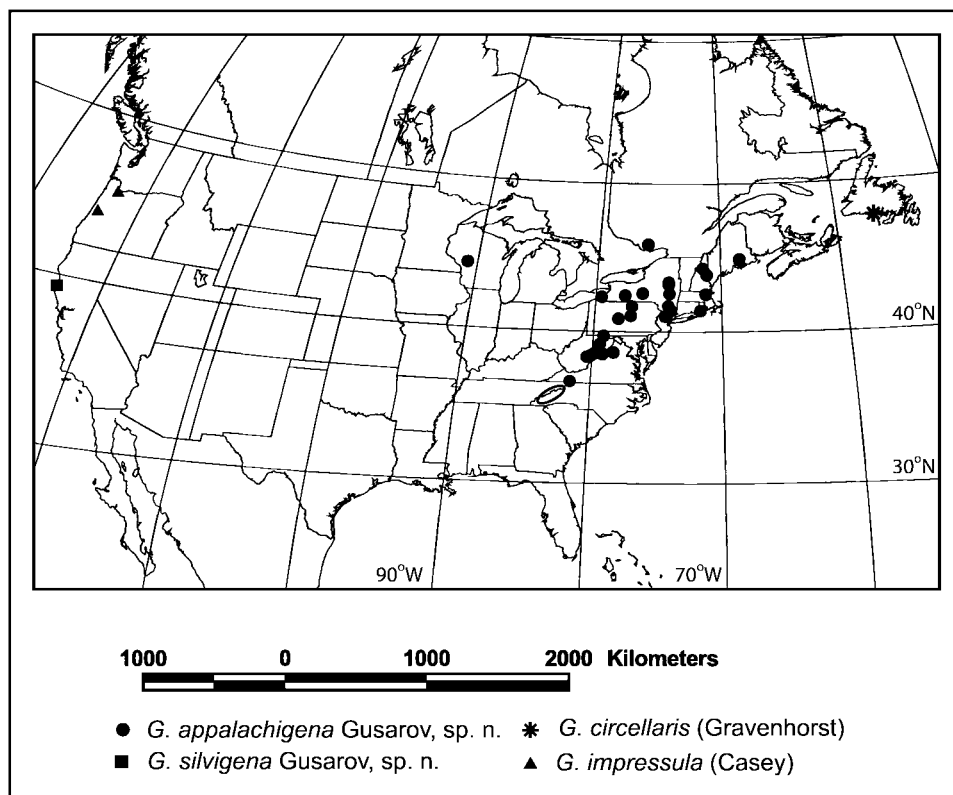 40°N
30°N
90°W 70°W
1000 0 1000 2000 Kilometers
G. appalachigena Gusarov, sp. n. G. circellaris (Gravenhorst)
G. silvigena Gusarov, sp. n. G. impressula (Casey)